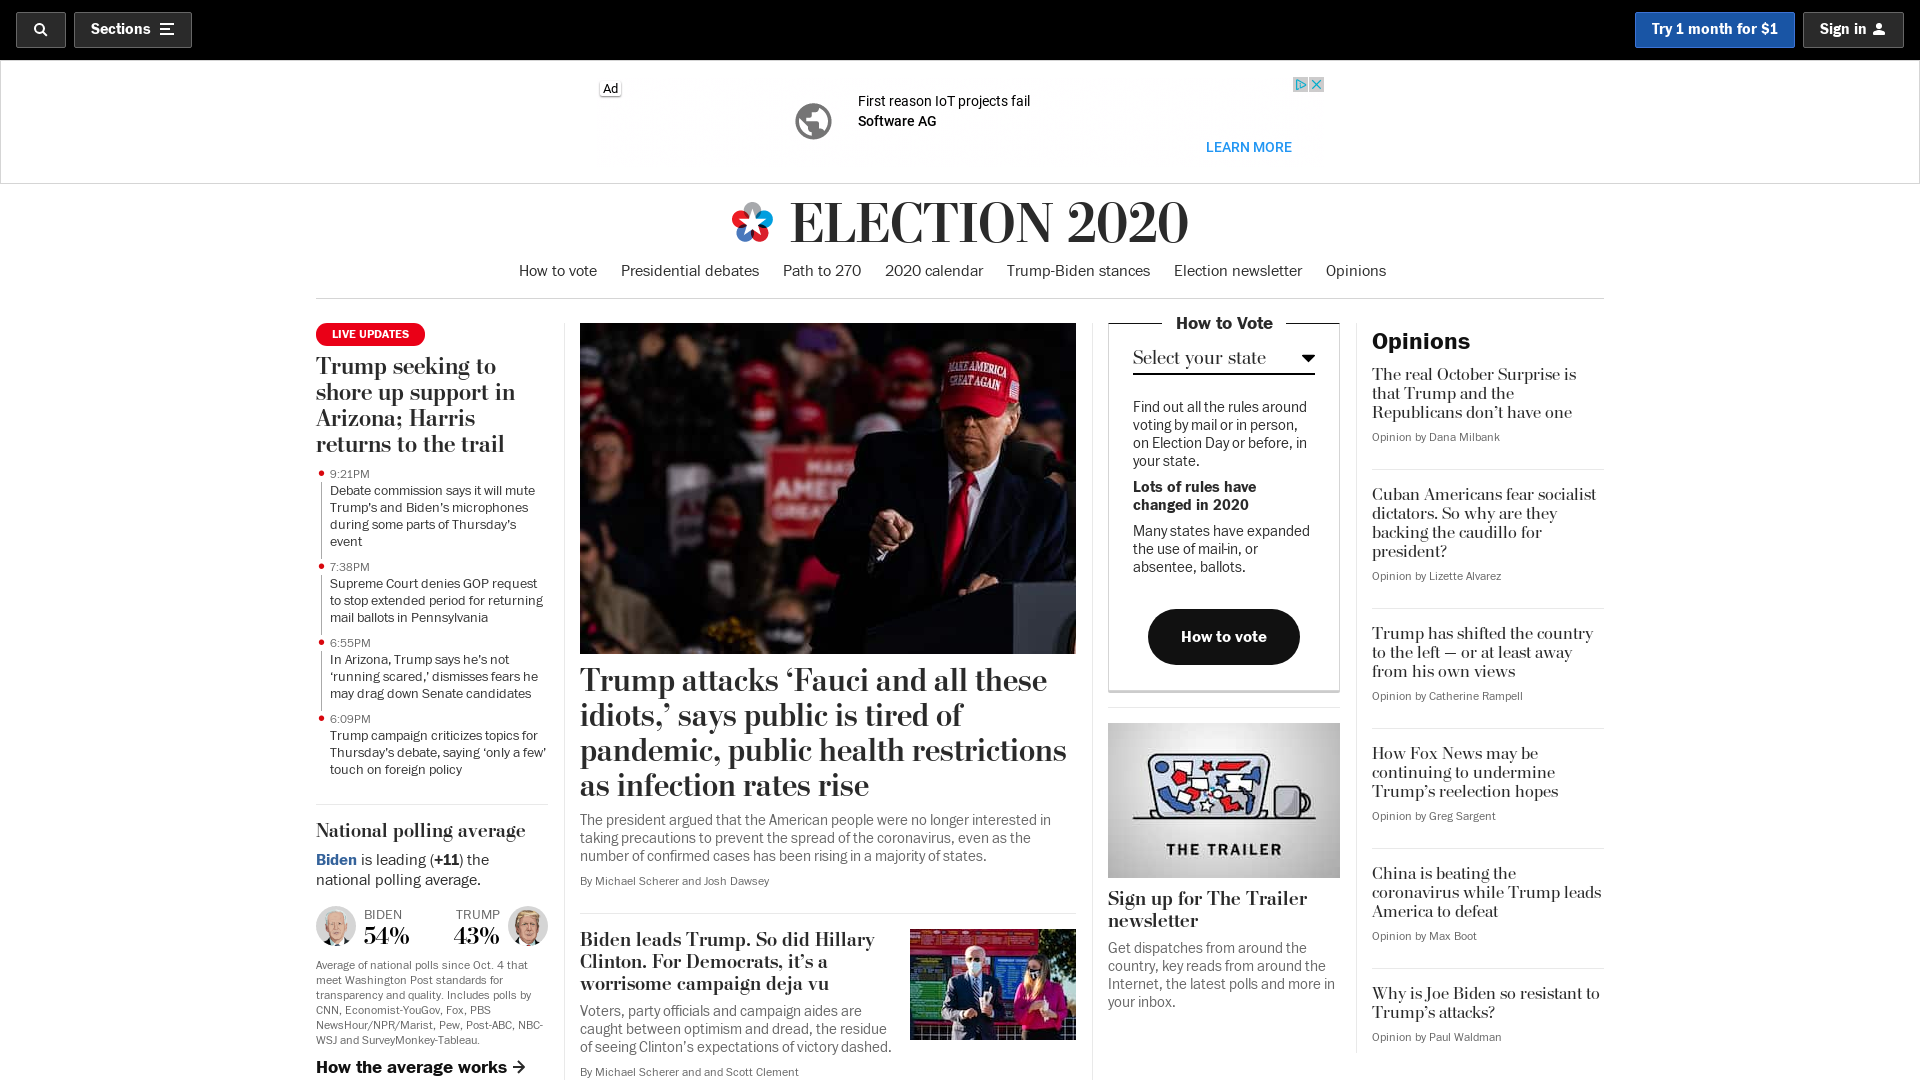 Sections
Try 1 month for $1
Sign in
Ad
First reason IoT projects fail
Software AG
LEARN MORE
ELECTION 2020
How to vote
Presidential debates
Path to 270
2020 calendar
Trump-Biden stances
Election newsletter
Opinions
LIVE UPDATES
Trump seeking to
shore up support in
Arizona; Harris
returns to the trail
9:21PM
Debate commission says it will mute
Trump's and Biden's microphones
during some parts of Thursday's
event
7:38PM
Supreme Court denies GOP request
to stop extended period for returning
mail ballots in Pennsylvania
6:55PM
In Arizona, Trump says he's not
‘running scared,’ dismisses fears he
may drag down Senate candidates
6:09PM
Trump campaign criticizes topics for
Thursday's debate, saying ‘only a few’
touch on foreign policy
National polling average
Biden is leading (+11) the
national polling average.
BIDEN
54%
TRUMP
43%
Average of national polls since Oct. 4 that
meet Washington Post standards for
transparency and quality. Includes polls by
CNN, Economist-YouGov, Fox, PBS
NewsHour/NPR/Marist, Pew, Post-ABC, NBC-
WSJ and SurveyMonkey-Tableau.
How the average works
MAKE AMERICA
GREAT AGAIN
Trump attacks ‘Fauci and all these
idiots,’ says public is tired of
pandemic, public health restrictions
as infection rates rise
The president argued that the American people were no longer interested in
taking precautions to prevent the spread of the coronavirus, even as the
number of confirmed cases has been rising in a majority of states.
By Michael Scherer and Josh Dawsey
Biden leads Trump. So did Hillary
Clinton. For Democrats, it’s a
worrisome campaign deja vu
Voters, party officials and campaign aides are
caught between optimism and dread, the residue
of seeing Clinton’s expectations of victory dashed.
By Michael Scherer and and Scott Clement
How to Vote
Select your state
Find out all the rules around
voting by mail or in person,
on Election Day or before, in
your state.
Lots of rules have
changed in 2020
Many states have expanded
the use of mail-in, or
absentee, ballots.
How to vote
THE TRAILER
Sign up for The Trailer
newsletter
Get dispatches from around the
country, key reads from around the
Internet, the latest polls and more in
your inbox.
Opinions
The real October Surprise is
that Trump and the
Republicans don’t have one
Opinion by Dana Milbank
Cuban Americans fear socialist
dictators. So why are they
backing the caudillo for
president?
Opinion by Lizette Alvarez
Trump has shifted the country
to the left — or at least away
from his own views
Opinion by Catherine Rampell
How Fox News may be
continuing to undermine
Trump’s reelection hopes
Opinion by Greg Sargent
China is beating the
coronavirus while Trump leads
America to defeat
Opinion by Max Boot
Why is Joe Biden so resistant to
Trump’s attacks?
Opinion by Paul Waldman